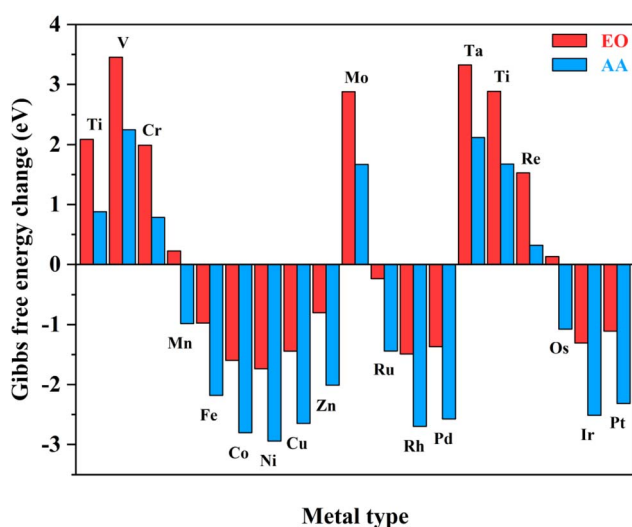 Gibbs free energy change (eV)
4
3
2
1
0
-1
-2
-3
EO
AA
Ti
V
Cr
Mn
Fe
Co
Ni
Cu
Zn
Mo
Ru
Rh
Pd
Ta
Ti
Re
Os
Ir
Pt
Metal type